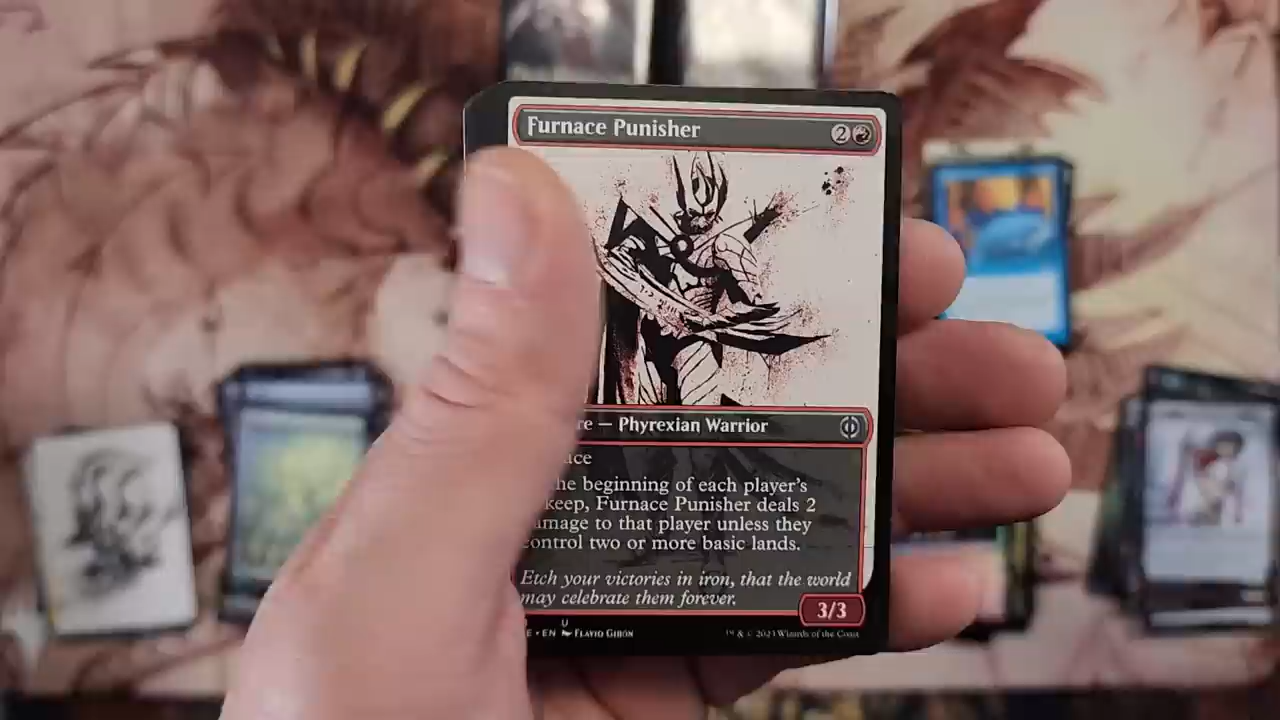 Furnace Punisher 2
re — Phyrexian Warrior
ace
he beginning of each player's
keep, Furnace Punisher deals 2
amage to that player unless they
control two or more basic lands.
Etch your victories in iron, that the world
may celebrate them forever.
3/3
U
E • EN Flavio Girón
™ & © 2023 Wizards of the Coast